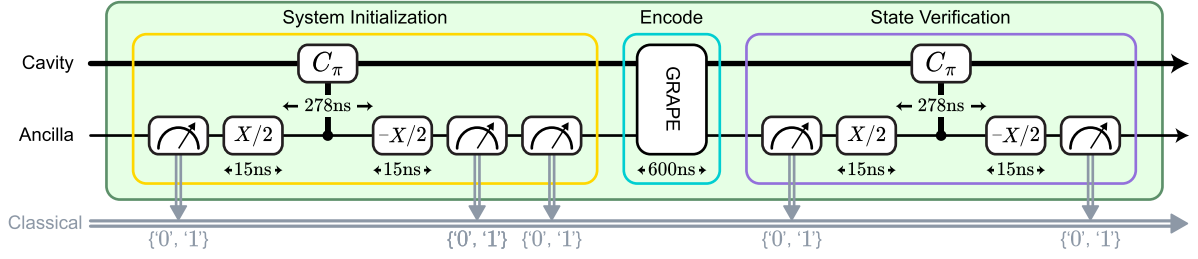 System Initialization Encode State Verification
Cavity C_π GRAPE C_π
278ns 278ns
Ancilla X/2 –X/2 X/2 –X/2
15ns 15ns 600ns 15ns 15ns
Classical
{‘0’, ‘1’} {‘0’, ‘1’} {‘0’, ‘1’} {‘0’, ‘1’} {‘0’, ‘1’}